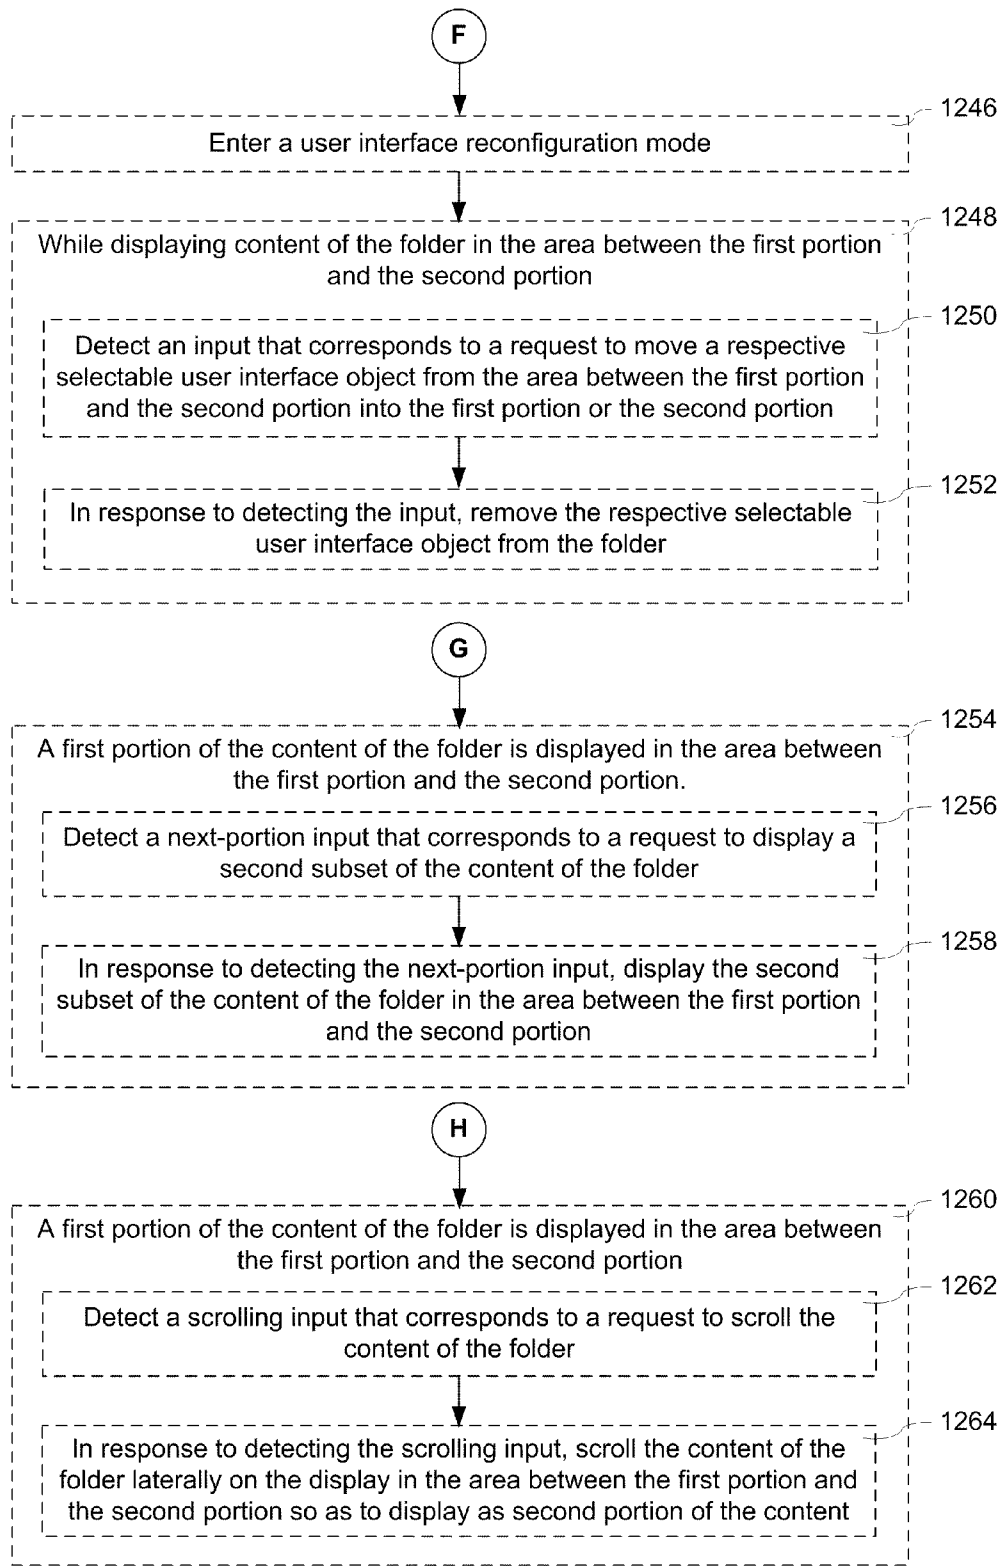 F
1246
Enter a user interface reconfiguration mode
1248
While displaying content of the folder in the area between the first portion
and the second portion
1250
Detect an input that corresponds to a request to move a respective
selectable user interface object from the area between the first portion
and the second portion into the first portion or the second portion
1252
In response to detecting the input, remove the respective selectable
user interface object from the folder
G
1254
A first portion of the content of the folder is displayed in the area between
the first portion and the second portion.
1256
Detect a next-portion input that corresponds to a request to display a
second subset of the content of the folder
1258
In response to detecting the next-portion input, display the second
subset of the content of the folder in the area between the first portion
and the second portion
H
1260
A first portion of the content of the folder is displayed in the area between
the first portion and the second portion
1262
Detect a scrolling input that corresponds to a request to scroll the
content of the folder
1264
In response to detecting the scrolling input, scroll the content of the
folder laterally on the display in the area between the first portion and
the second portion so as to display as second portion of the content